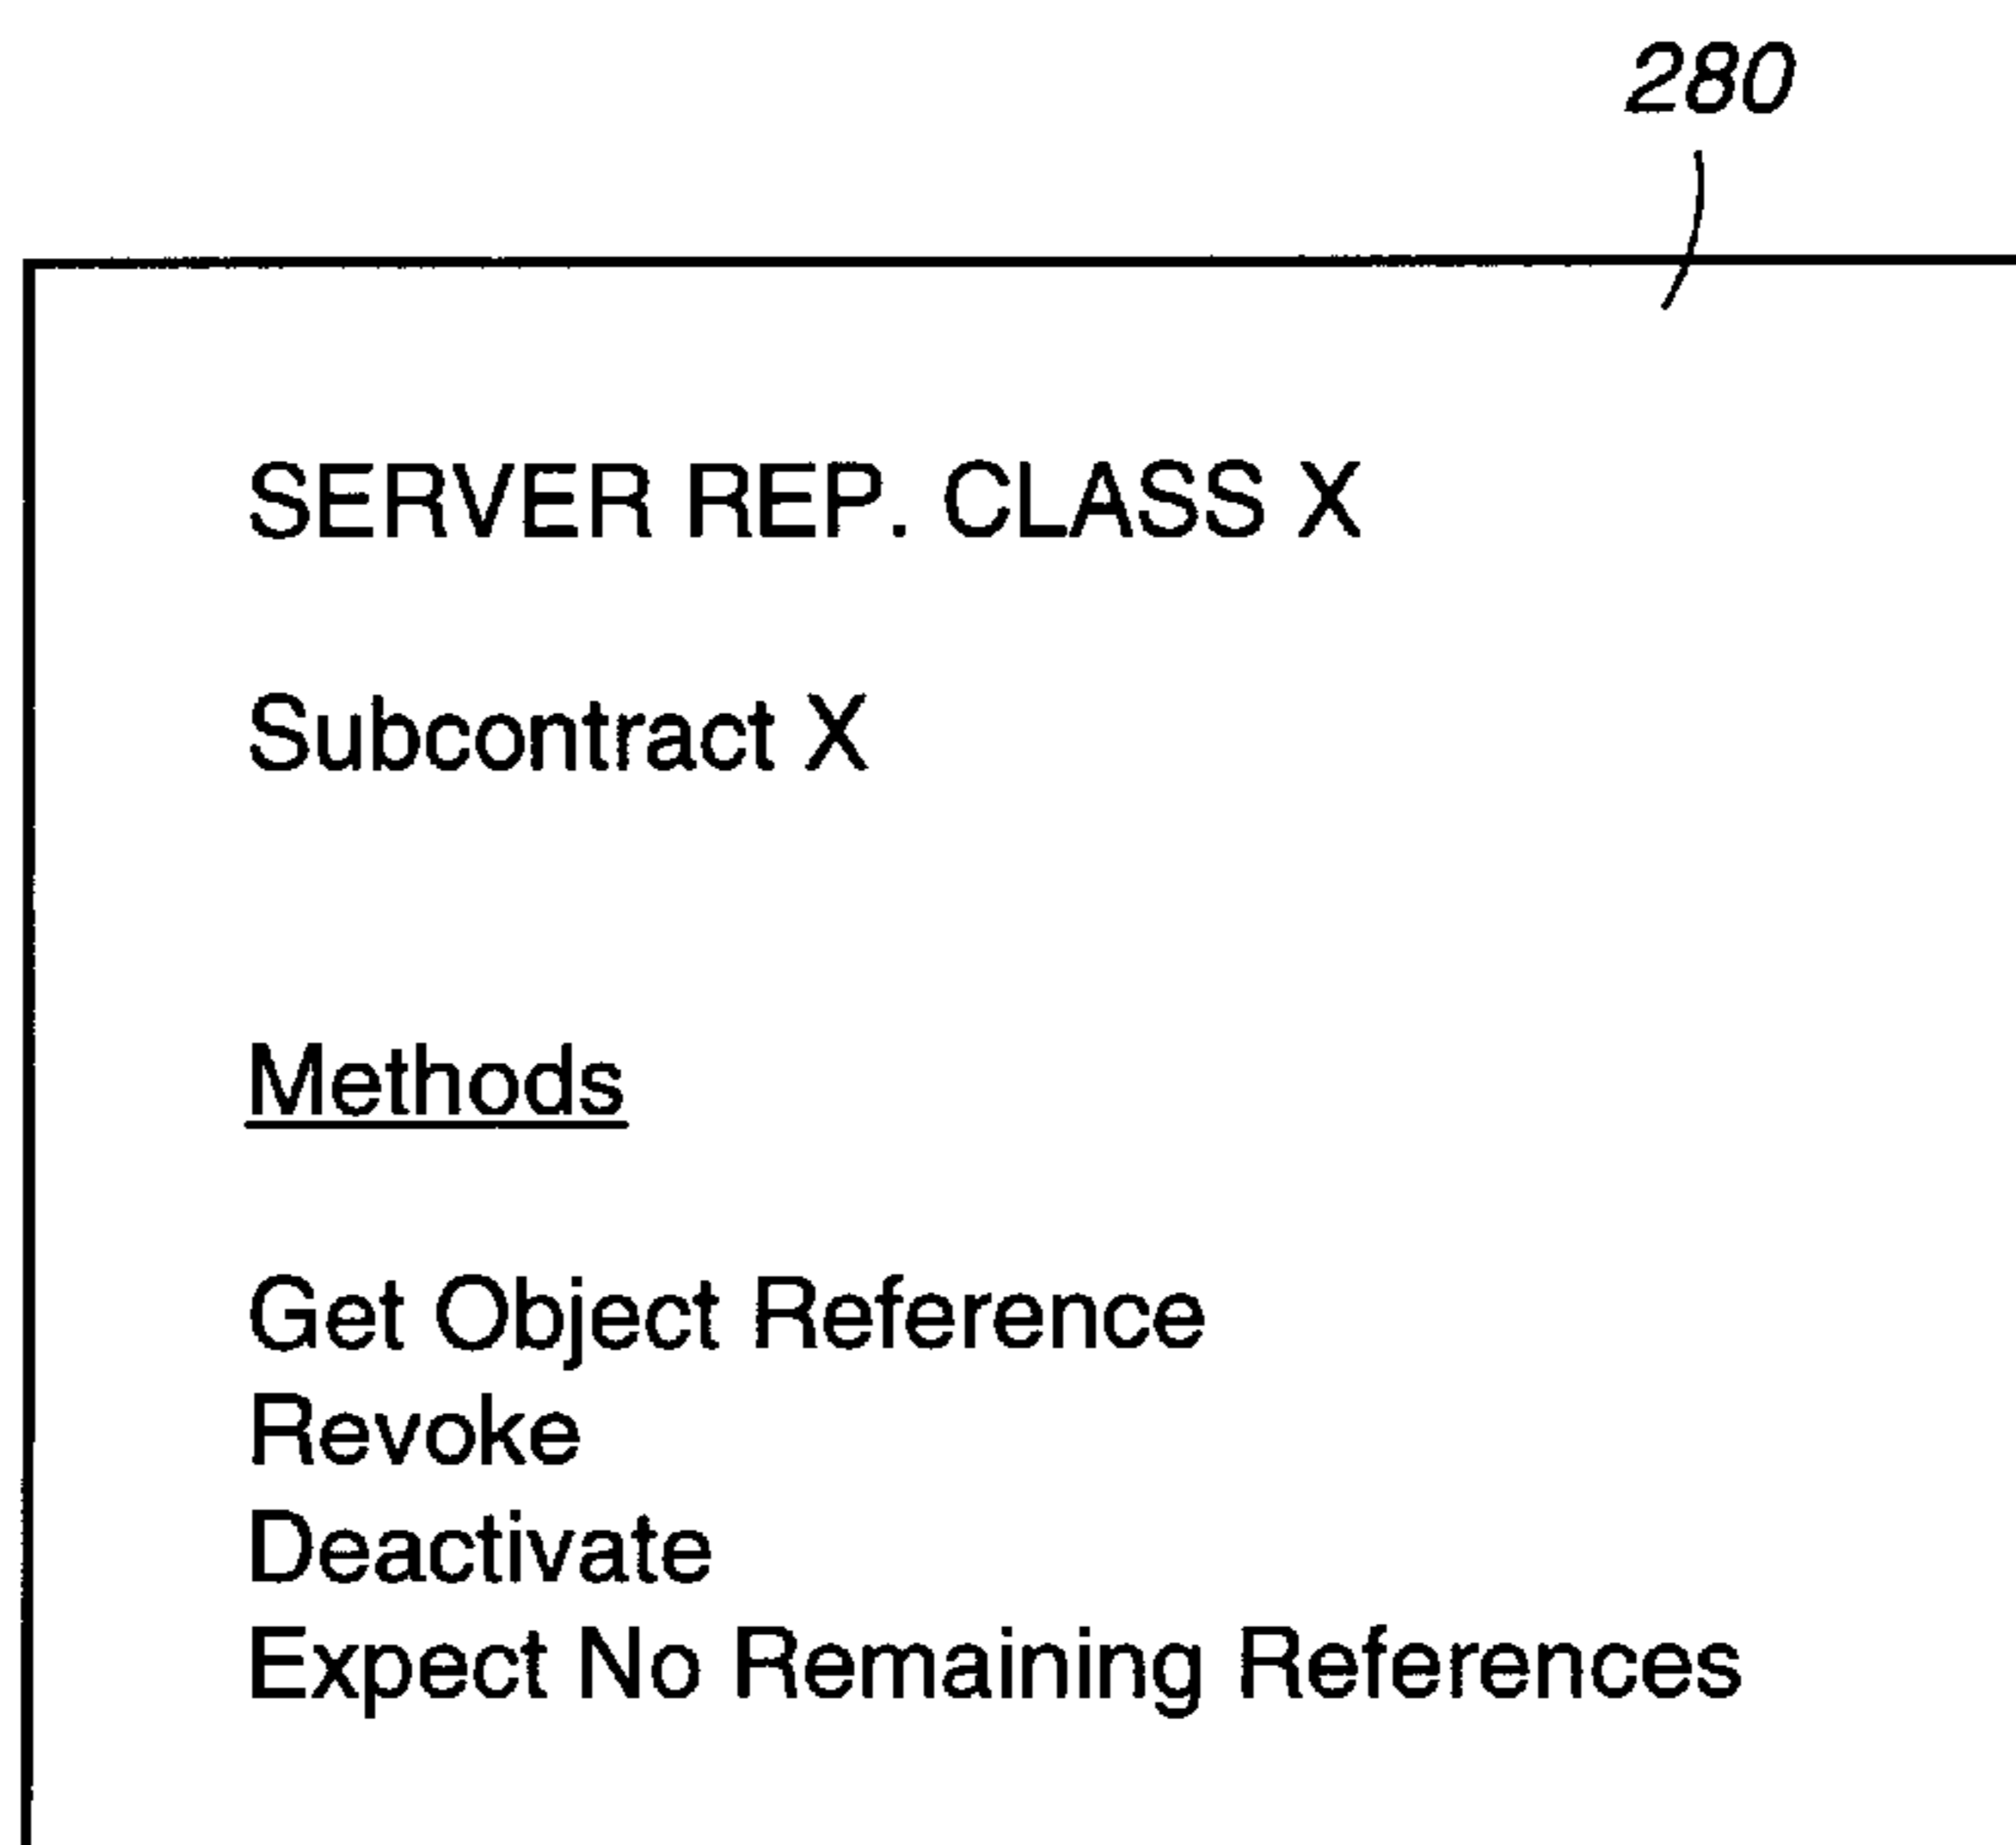 280
SERVER REP. CLASS X
Subcontract X
Methods
Get Object Reference
Revoke
Deactivate
Expect No Remaining References